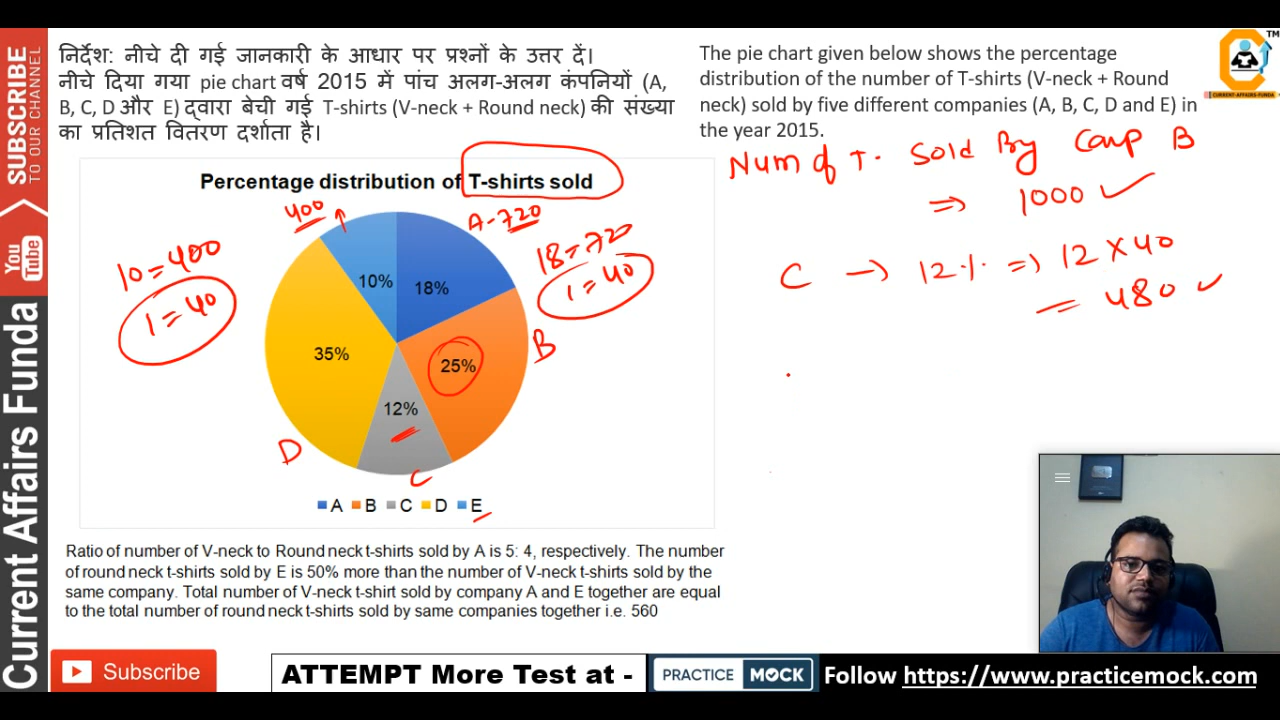 SUBSCRIBE
TO OUR CHANNEL
You Tube
Current Affairs Funda
निर्देश: नीचे दी गई जानकारी के आधार पर प्रश्नों के उत्तर दें।
नीचे दिया गया pie chart वर्ष 2015 में पांच अलग-अलग कंपनियों (A,
B, C, D और E) द्वारा बेची गई T-shirts (V-neck + Round neck) की संख्या
का प्रतिशत वितरण दर्शाता है।
The pie chart given below shows the percentage
distribution of the number of T-shirts (V-neck + Round
neck) sold by five different companies (A, B, C, D and E) in
the year 2015.
TM
CURRENT-AFFAIRS-FUNDA
Percentage distribution of T-shirts sold
400
A-720
10=400
1=40
18=720
1=40
10%
18%
35%
25%
12%
B
D
C
A B C D E
Num of T. Sold By Comp B
⇒ 1000 ✓
C → 12% ⇒ 12×40
= 480 ✓
Ratio of number of V-neck to Round neck t-shirts sold by A is 5: 4, respectively. The number
of round neck t-shirts sold by E is 50% more than the number of V-neck t-shirts sold by the
same company. Total number of V-neck t-shirt sold by company A and E together are equal
to the total number of round neck t-shirts sold by same companies together i.e. 560
Subscribe
ATTEMPT More Test at -
PRACTICE MOCK
Follow https://www.practicemock.com